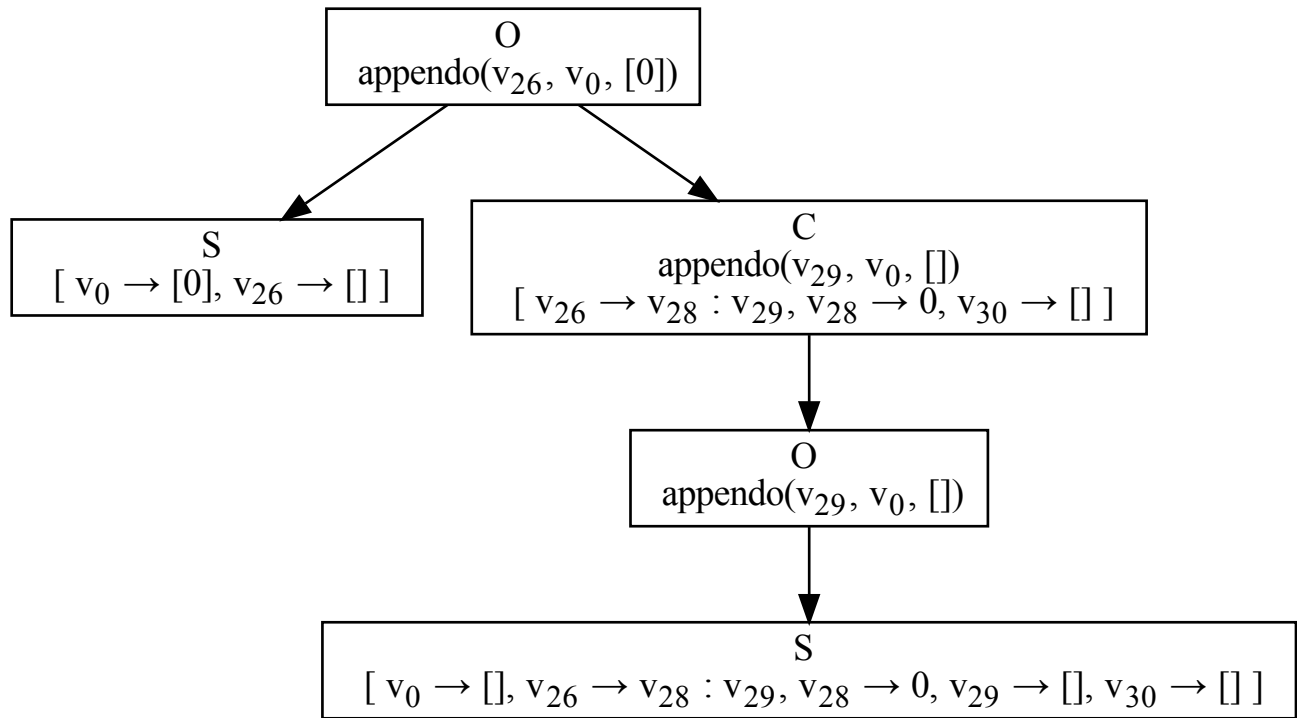 O
appendo(v₂₆, v₀, [0])
S
[ v₀ → [0], v₂₆ → [] ]
C
appendo(v₂₉, v₀, [])
[ v₂₆ → v₂₈ : v₂₉, v₂₈ → 0, v₃₀ → [] ]
O
appendo(v₂₉, v₀, [])
S
[ v₀ → [], v₂₆ → v₂₈ : v₂₉, v₂₈ → 0, v₂₉ → [], v₃₀ → [] ]